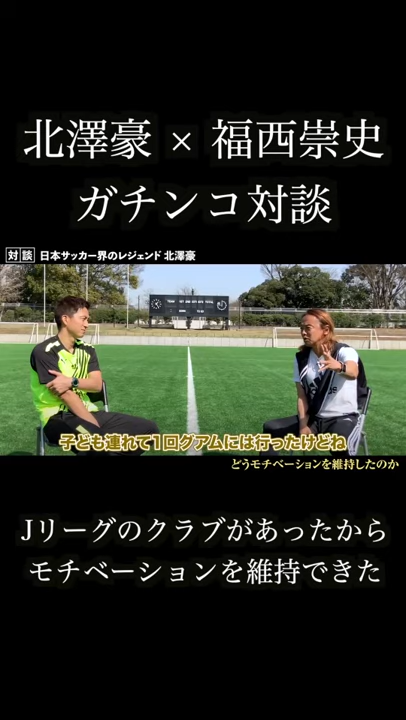 北澤豪 × 福西崇史
ガチンコ対談
対談 日本サッカー界のレジェンド 北澤豪
子ども連れて1回グアムには行ったけどね
どうモチベーションを維持したのか
Jリーグのクラブがあったから
モチベーションを維持できた